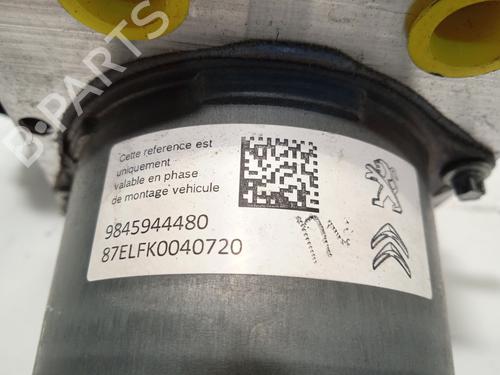 B-PARTS
Cette reference est
uniquement
valable en phase
de montage vehicule
9845944480
87ELFK0040720